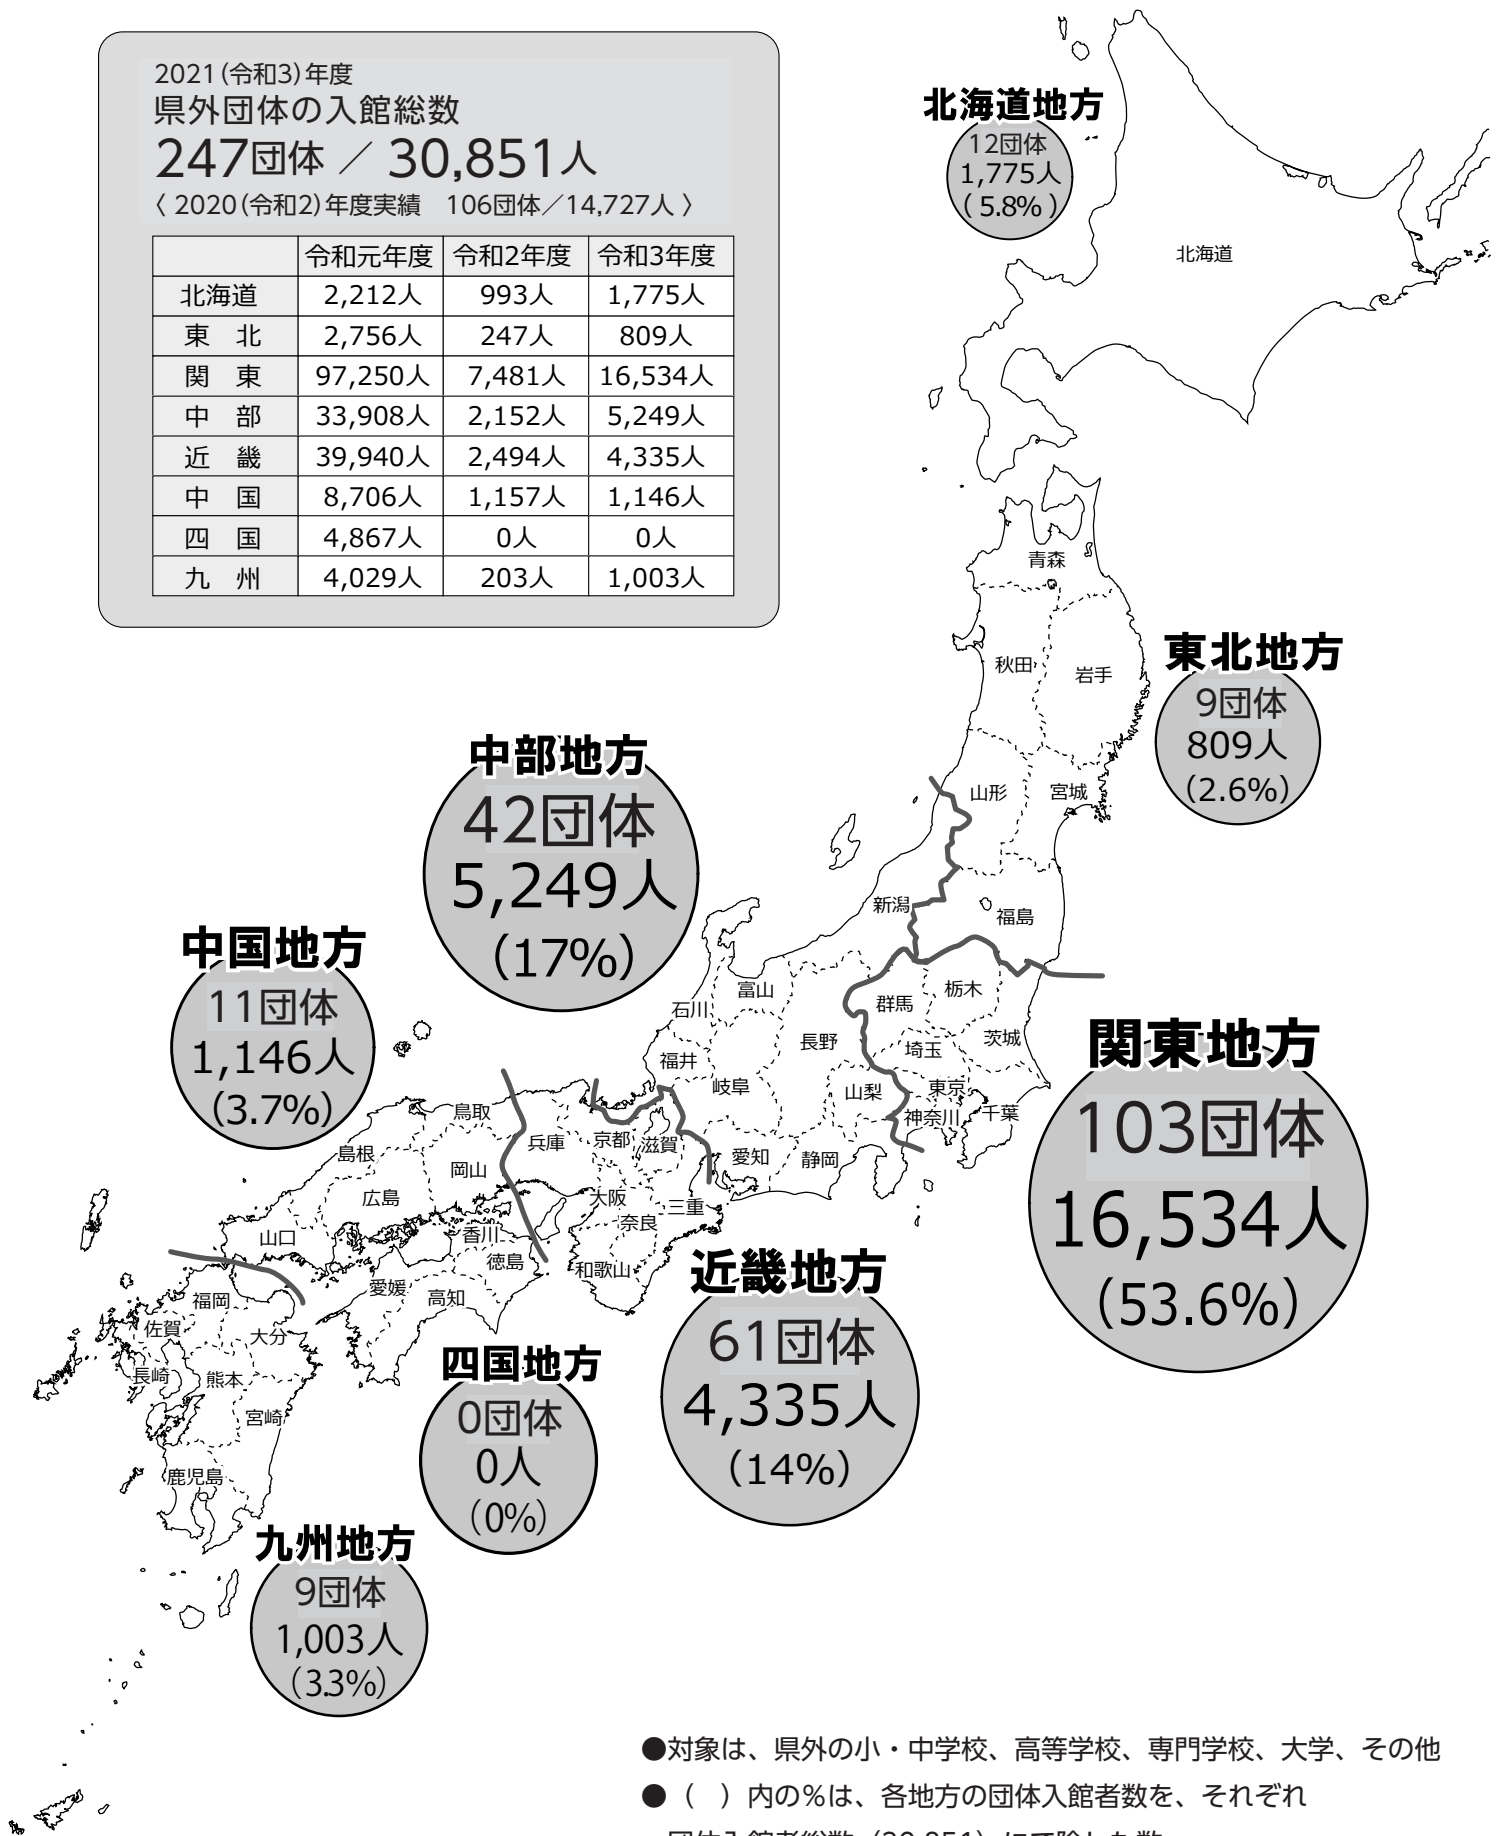 2021(令和3)年度
県外団体の入館総数
247団体 ／ 30,851人
〈 2020(令和2)年度実績　106団体／14,727人 〉
令和元年度 令和2年度 令和3年度
北海道 2,212人 993人 1,775人
東　北 2,756人 247人 809人
関　東 97,250人 7,481人 16,534人
中　部 33,908人 2,152人 5,249人
近　畿 39,940人 2,494人 4,335人
中　国 8,706人 1,157人 1,146人
四　国 4,867人 0人 0人
九　州 4,029人 203人 1,003人
北海道地方
12団体
1,775人
(5.8%)
北海道
青森
秋田
岩手
東北地方
9団体
809人
(2.6%)
山形
宮城
中部地方
42団体
5,249人
(17%)
新潟
福島
中国地方
11団体
1,146人
(3.7%)
富山
石川
群馬
栃木
長野
埼玉
茨城
福井
岐阜
山梨
東京
神奈川
千葉
関東地方
103団体
16,534人
(53.6%)
鳥取
島根
岡山
兵庫
京都
滋賀
愛知
静岡
広島
大阪
三重
奈良
山口
香川
徳島
和歌山
愛媛
高知
近畿地方
61団体
4,335人
(14%)
福岡
佐賀
大分
長崎
熊本
宮崎
鹿児島
四国地方
0団体
0人
(0%)
九州地方
9団体
1,003人
(3.3%)
●対象は、県外の小・中学校、高等学校、専門学校、大学、その他
●（　）内の%は、各地方の団体入館者数を、それぞれ
団体入館者総数（30,851）にて除した数